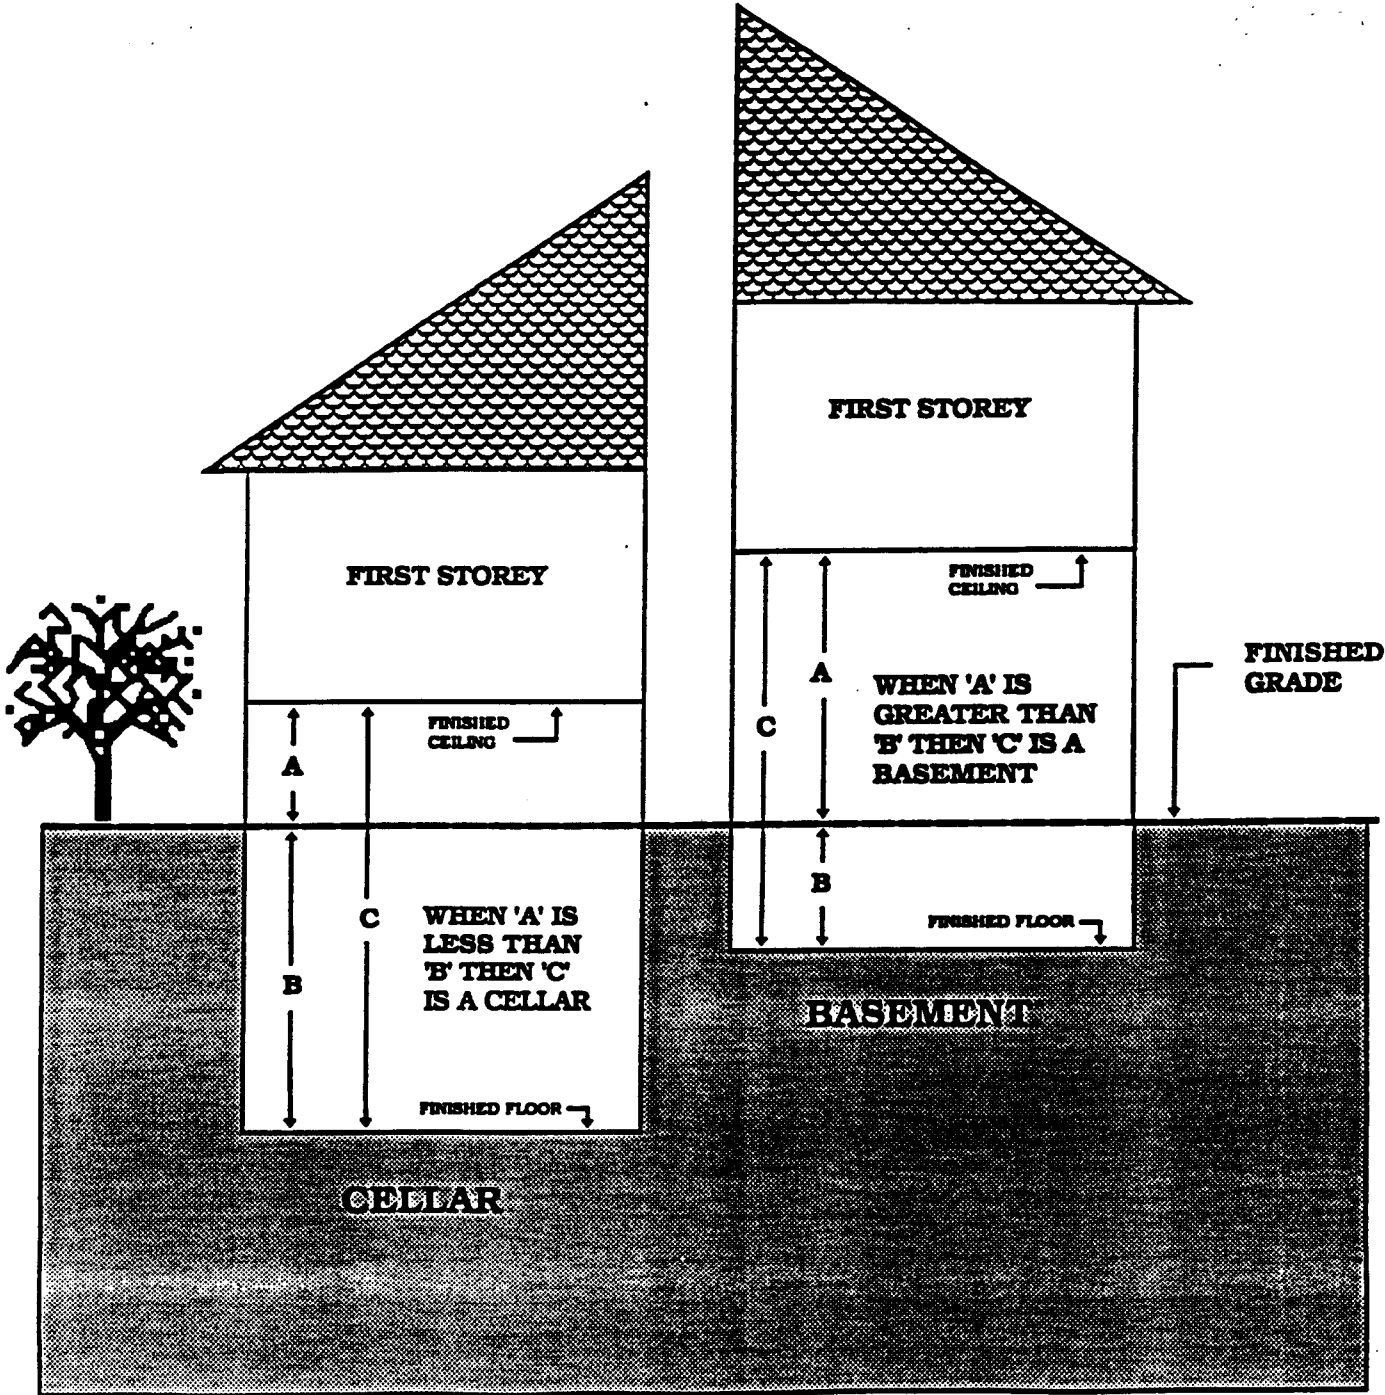 FIRST STOREY
FINISHED
CEILING
A
B
C
WHEN 'A' IS
LESS THAN
'B' THEN 'C'
IS A CELLAR
FINISHED FLOOR
CELLAR
FIRST STOREY
FINISHED
CEILING
A
B
C
WHEN 'A' IS
GREATER THAN
'B' THEN 'C' IS A
BASEMENT
FINISHED FLOOR
BASEMENT
FINISHED
GRADE